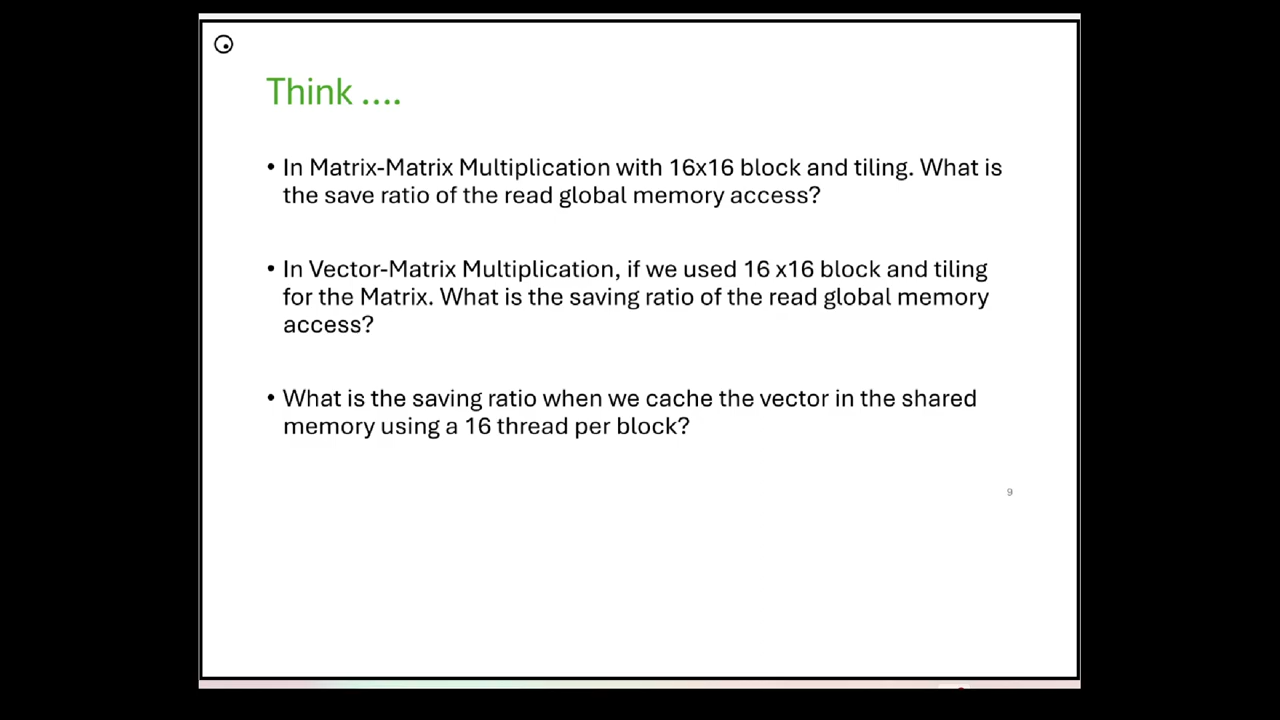 Think ....
• In Matrix-Matrix Multiplication with 16x16 block and tiling. What is
the save ratio of the read global memory access?
• In Vector-Matrix Multiplication, if we used 16 x16 block and tiling
for the Matrix. What is the saving ratio of the read global memory
access?
• What is the saving ratio when we cache the vector in the shared
memory using a 16 thread per block?
9